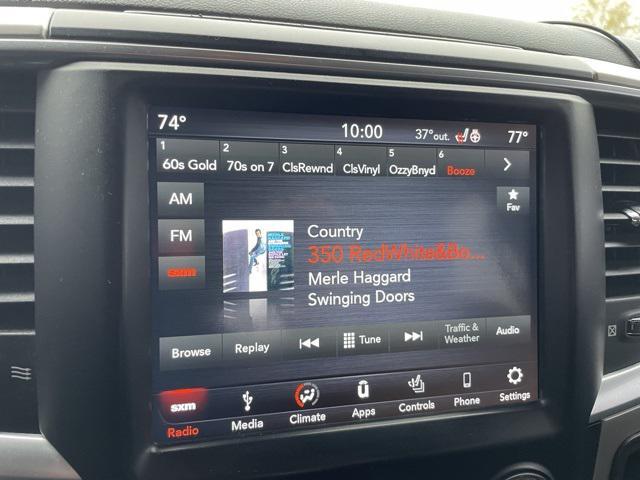 74° 10:00 37°out. 77°
1 2 3 4 5 6
60s Gold 70s on 7 ClsRewnd ClsVinyl OzzyBnyd Booze
AM
Fav
Country
FM
350 RedWhite&Bo...
sxm
Merle Haggard
Swinging Doors
Browse Replay Tune Traffic & Weather Audio
sxm
Radio Media Climate Apps Controls Phone Settings